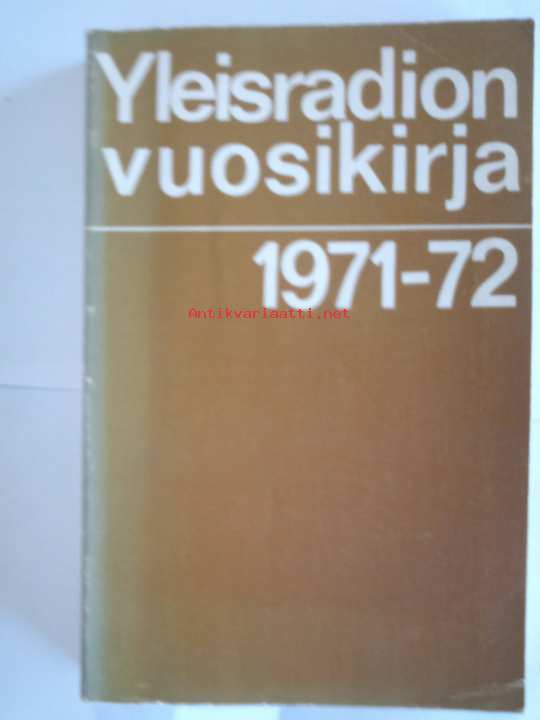 Yleisradion
vuosikirja
1971-72
Antikvariaatti.net